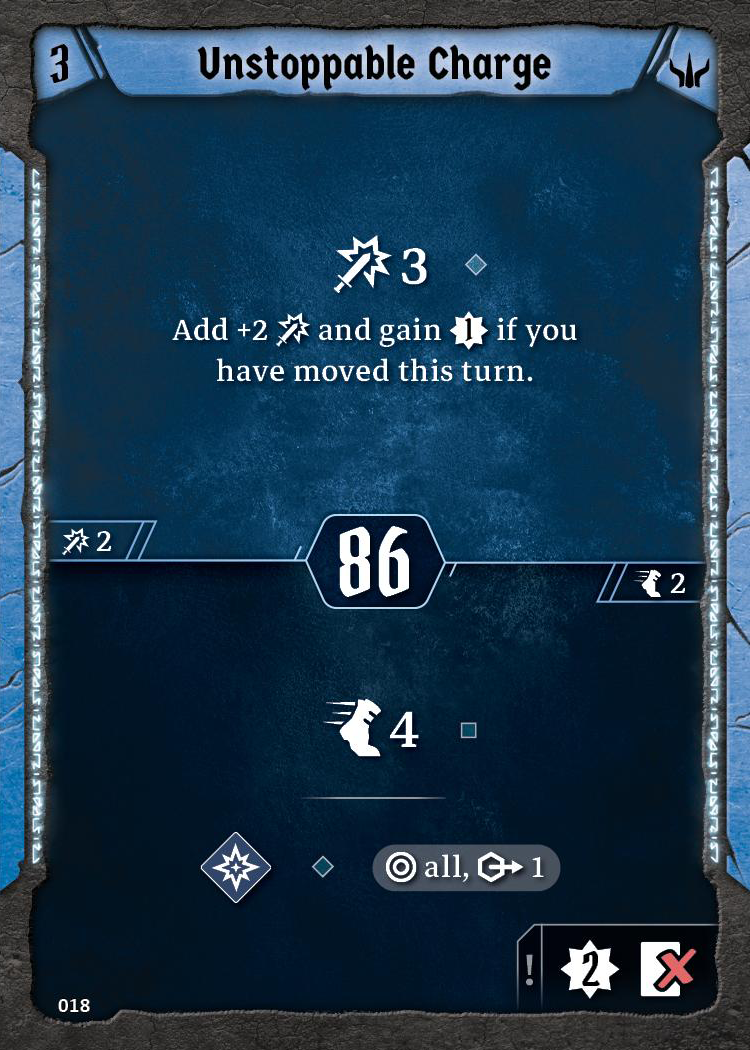 3 Unstoppable Charge
3
Add +2 and gain 1 if you
have moved this turn.
2
86
2
4
all, 1
! 2
018